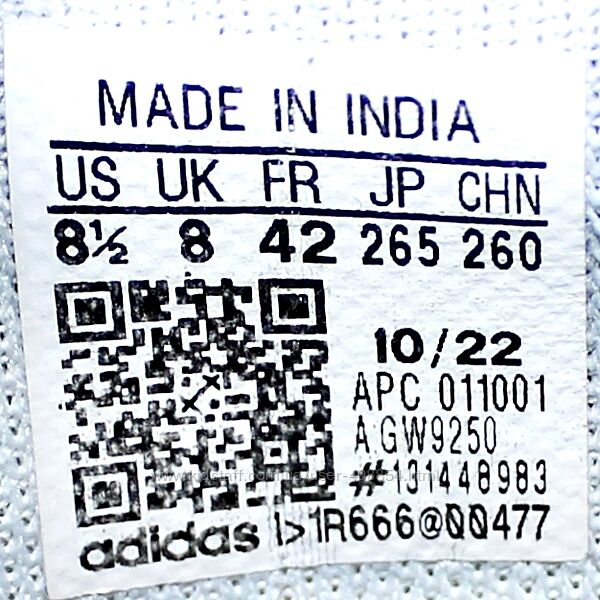 MADE IN INDIA
US UK FR JP CHN
8½ 8 42 265 260
10/22
APC 011001
A.GW9250
#131448983
adidas I>1R666@00477